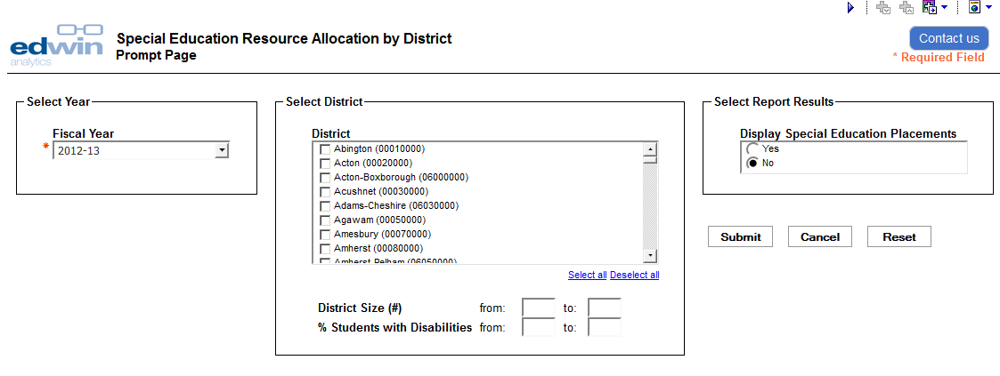 edwin
analytics
Special Education Resource Allocation by District
Prompt Page
Contact us
* Required Field
Select Year
Fiscal Year
* 2012-13
Select District
District
Abington (00010000)
Acton (00020000)
Acton-Boxborough (06000000)
Acushnet (00030000)
Adams-Cheshire (06030000)
Agawam (00050000)
Amesbury (00070000)
Amherst (00080000)
Amherst-Pelham (06050000)
Select all Deselect all
District Size (#) from: to:
% Students with Disabilities from: to:
Select Report Results
Display Special Education Placements
Yes
No
Submit Cancel Reset